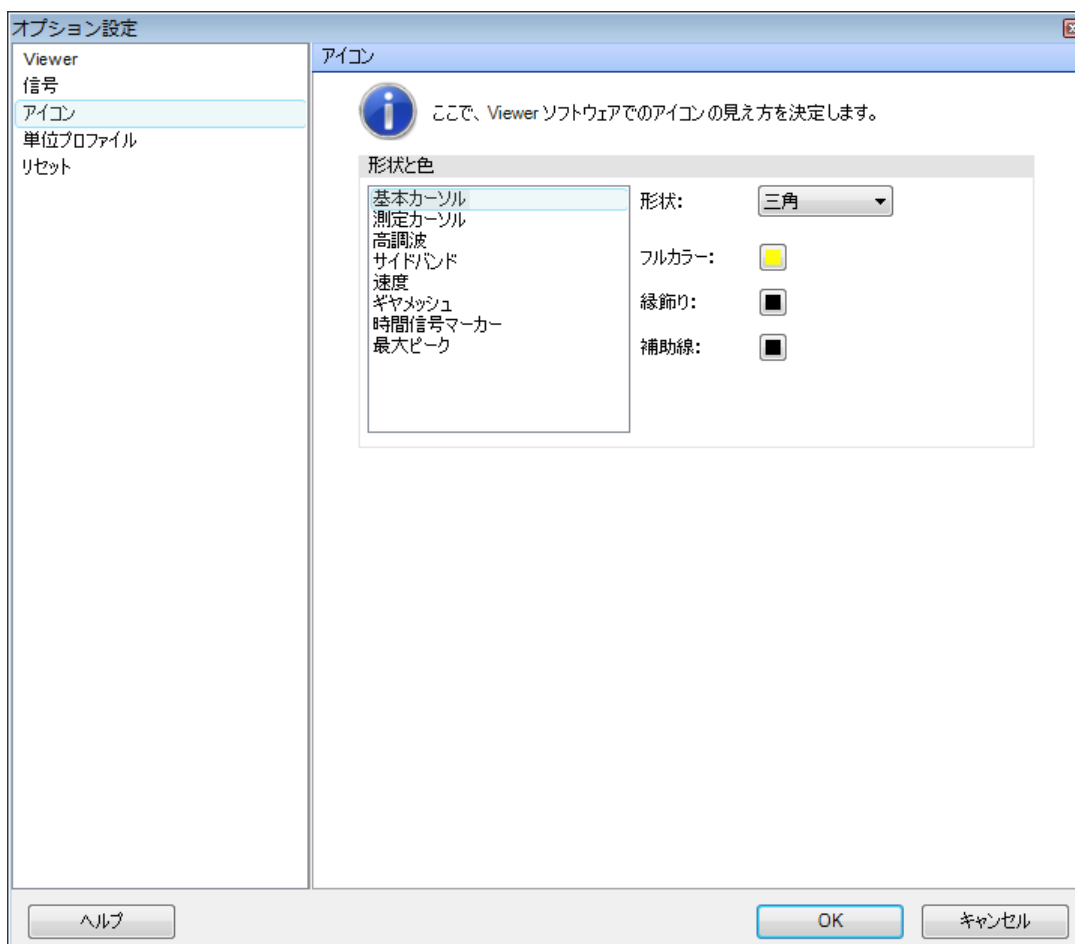 オプション設定
Viewer
信号
アイコン
単位プロファイル
リセット
アイコン
ここで、Viewer ソフトウェアでのアイコンの見え方を決定します。
形状と色
基本カーソル
測定カーソル
高調波
サイドバンド
速度
ギヤメッシュ
時間信号マーカー
最大ピーク
形状:
三角
フルカラー:
縁飾り:
補助線:
ヘルプ
OK
キャンセル